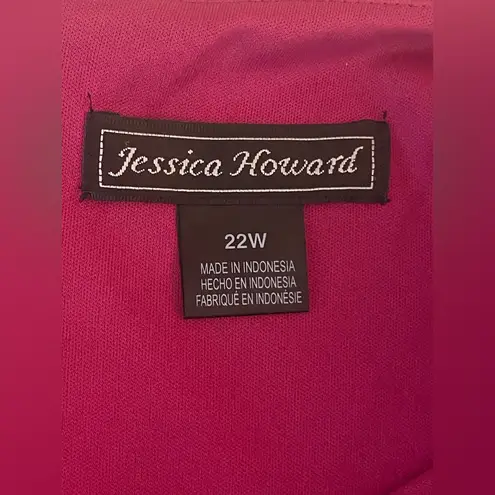 Jessica Howard
22W
MADE IN INDONESIA
HECHO EN INDONESIA
FABRIQUÉ EN INDONÉSIE